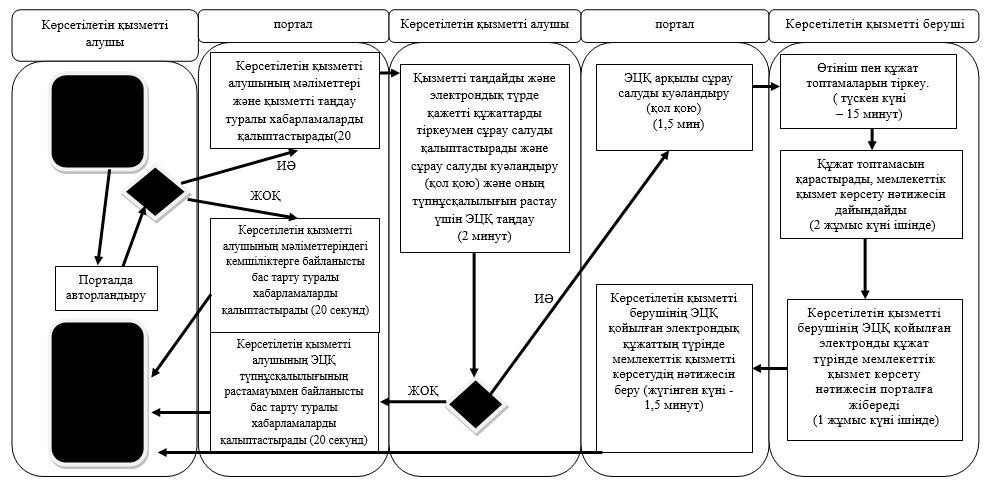 Көрсетілетін қызметті
алушы
портал
Көрсетілетін қызметті алушы
портал
Көрсетілетін қызметті беруші
Порталда
авторландыру
Көрсетілетін қызметті
алушының мәліметтері
және қызметті таңдау
туралы хабарламаларды
қалыптастырады(20
ИӘ
ЖОҚ
Көрсетілетін қызметті
алушының мәліметтеріндегі
кемшіліктерге байланысты
бас тарту туралы
хабарламаларды
қалыптастырады (20 секунд)
Көрсетілетін қызметті
алушының ЭЦҚ
түпнұсқалылығының
растамауымен байланысты
бас тарту туралы
хабарламаларды
қалыптастырады (20 секунд)
Қызметті таңдайды және
электрондық түрде
қажетті құжаттарды
тіркеумен сұрау салуды
қалыптастырады және
сұрау салуды куәландыру
(қол қою) және оның
түпнұсқалылығын растау
үшін ЭЦҚ таңдау
(2 минут)
ЖОҚ
ИӘ
ЭЦҚ арқылы сұрау
салуды куәландыру
(қол қою)
(1,5 мин)
Көрсетілетін қызметті
берушінің ЭЦҚ
қойылған электрондық
құжаттың түрінде
мемлекеттік қызметті
көрсетудің нәтижесін
беру (жүгінген күні -
1,5 минут)
Өтініш пен құжат
топтамаларын тіркеу.
( түскен күні
– 15 минут)
Құжат топтамасын
қарастырады, мемлекеттік
қызмет көрсету нәтижесін
дайындайды
(2 жұмыс күні ішінде)
Көрсетілетін қызметті
берушінің ЭЦҚ қойылған
электронды құжат
түрінде мемлекеттік
қызмет көрсету
нәтижесін порталға
жібереді
(1 жұмыс күні ішінде)